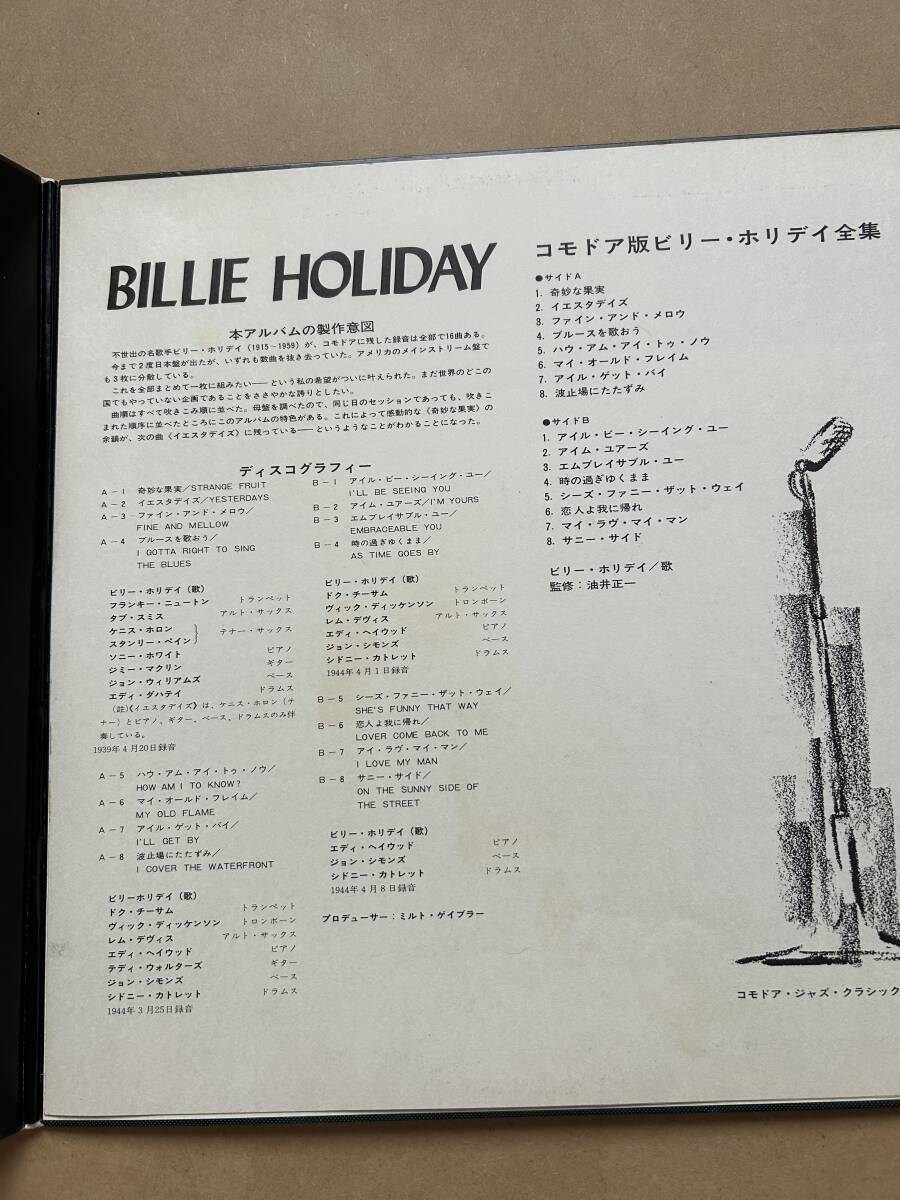 BILLIE HOLIDAY
本アルバムの製作意図
不世出の名歌手ビリー・ホリデイ(1915~1959)が、コモドアに残した録音は全部で16曲ある。
今まで2度日本盤が出たが、いずれも数曲を抜き去っていた。アメリカのメインストリーム盤で
も3枚に分散している。
これを全部まとめて一枚に組みたい──という私の希望がついに叶えられた。まだ世界のどこの
国でもやっていない企画であることをささやかな誇りとしたい。
曲順はすべて吹きこみ順に並べた。母盤を調べたので、同じ日のセッションであっても、吹きこ
まれた順序に並べたところにこのアルバムの特色がある。これによって感動的な《奇妙な果実》の
余韻が、次の曲《イエスタデイズ》に残っている──というようなことがわかることになった。
ディスコグラフィー
A-1 奇妙な果実/STRANGE FRUIT
A-2 イエスタデイズ/YESTERDAYS
A-3 ファイン・アンド・メロウ/
FINE AND MELLOW
A-4 ブルースを歌おう/
I GOTTA RIGHT TO SING
THE BLUES
ビリー・ホリデイ(歌)
フランキー・ニュートン トランペット
タブ・スミス アルト・サックス
ケニス・ホロン
スタンリー・ペイン } テナー・サックス
ソニー・ホワイト ピアノ
ジミー・マクリン ギター
ジョン・ウィリアムズ ベース
エディ・ダハティ ドラムス
(註)《イエスタデイズ》は、ケニス・ホロン(テ
ナー)とピアノ、ギター、ベース、ドラムスのみ伴
奏している。
1939年4月20日録音
A-5 ハウ・アム・アイ・トゥ・ノウ/
HOW AM I TO KNOW?
A-6 マイ・オールド・フレイム/
MY OLD FLAME
A-7 アイル・ゲット・バイ/
I'LL GET BY
A-8 波止場にたたずみ/
I COVER THE WATERFRONT
ビリーホリデイ(歌)
ドク・チーサム トランペット
ヴィック・ディッケンソン トロンボーン
レム・デヴィス アルト・サックス
エディ・ヘイウッド ピアノ
テディ・ウォルターズ ギター
ジョン・シモンズ ベース
シドニー・カトレット ドラムス
1944年3月25日録音
B-1 アイル・ビー・シーイング・ユー/
I'LL BE SEEING YOU
B-2 アイム・ユアーズ/I'M YOURS
B-3 エムブレイサブル・ユー/
EMBRACEABLE YOU
B-4 時の過ぎゆくまま/
AS TIME GOES BY
ビリー・ホリデイ(歌)
ドク・チーサム トランペット
ヴィック・ディッケンソン トロンボーン
レム・デヴィス アルト・サックス
エディ・ヘイウッド ピアノ
ジョン・シモンズ ベース
シドニー・カトレット ドラムス
1944年4月1日録音
B-5 シーズ・ファニー・ザット・ウェイ/
SHE'S FUNNY THAT WAY
B-6 恋人よ我に帰れ/
LOVER COME BACK TO ME
B-7 アイ・ラヴ・マイ・マン/
I LOVE MY MAN
B-8 サニー・サイド/
ON THE SUNNY SIDE OF
THE STREET
ビリー・ホリデイ(歌)
エディ・ヘイウッド ピアノ
ジョン・シモンズ ベース
シドニー・カトレット ドラムス
1944年4月8日録音
プロデューサー:ミルト・ゲイブラー
コモドア版ビリー・ホリデイ全集
●サイドA
1. 奇妙な果実
2. イエスタデイズ
3. ファイン・アンド・メロウ
4. ブルースを歌おう
5. ハウ・アム・アイ・トゥ・ノウ
6. マイ・オールド・フレイム
7. アイル・ゲット・バイ
8. 波止場にたたずみ
●サイドB
1. アイル・ビー・シーイング・ユー
2. アイム・ユアーズ
3. エムブレイサブル・ユー
4. 時の過ぎゆくまま
5. シーズ・ファニー・ザット・ウェイ
6. 恋人よ我に帰れ
7. マイ・ラヴ・マイ・マン
8. サニー・サイド
ビリー・ホリデイ/歌
監修:油井正一
コモドア・ジャズ・クラシック